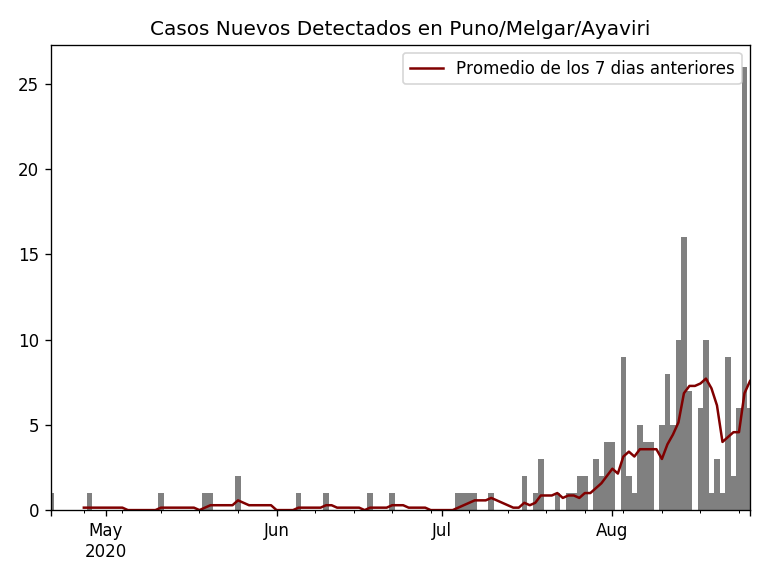 Casos Nuevos Detectados en Puno/Melgar/Ayaviri
Promedio de los 7 dias anteriores
25
20
15
10
5
0
May Jun Jul Aug
2020